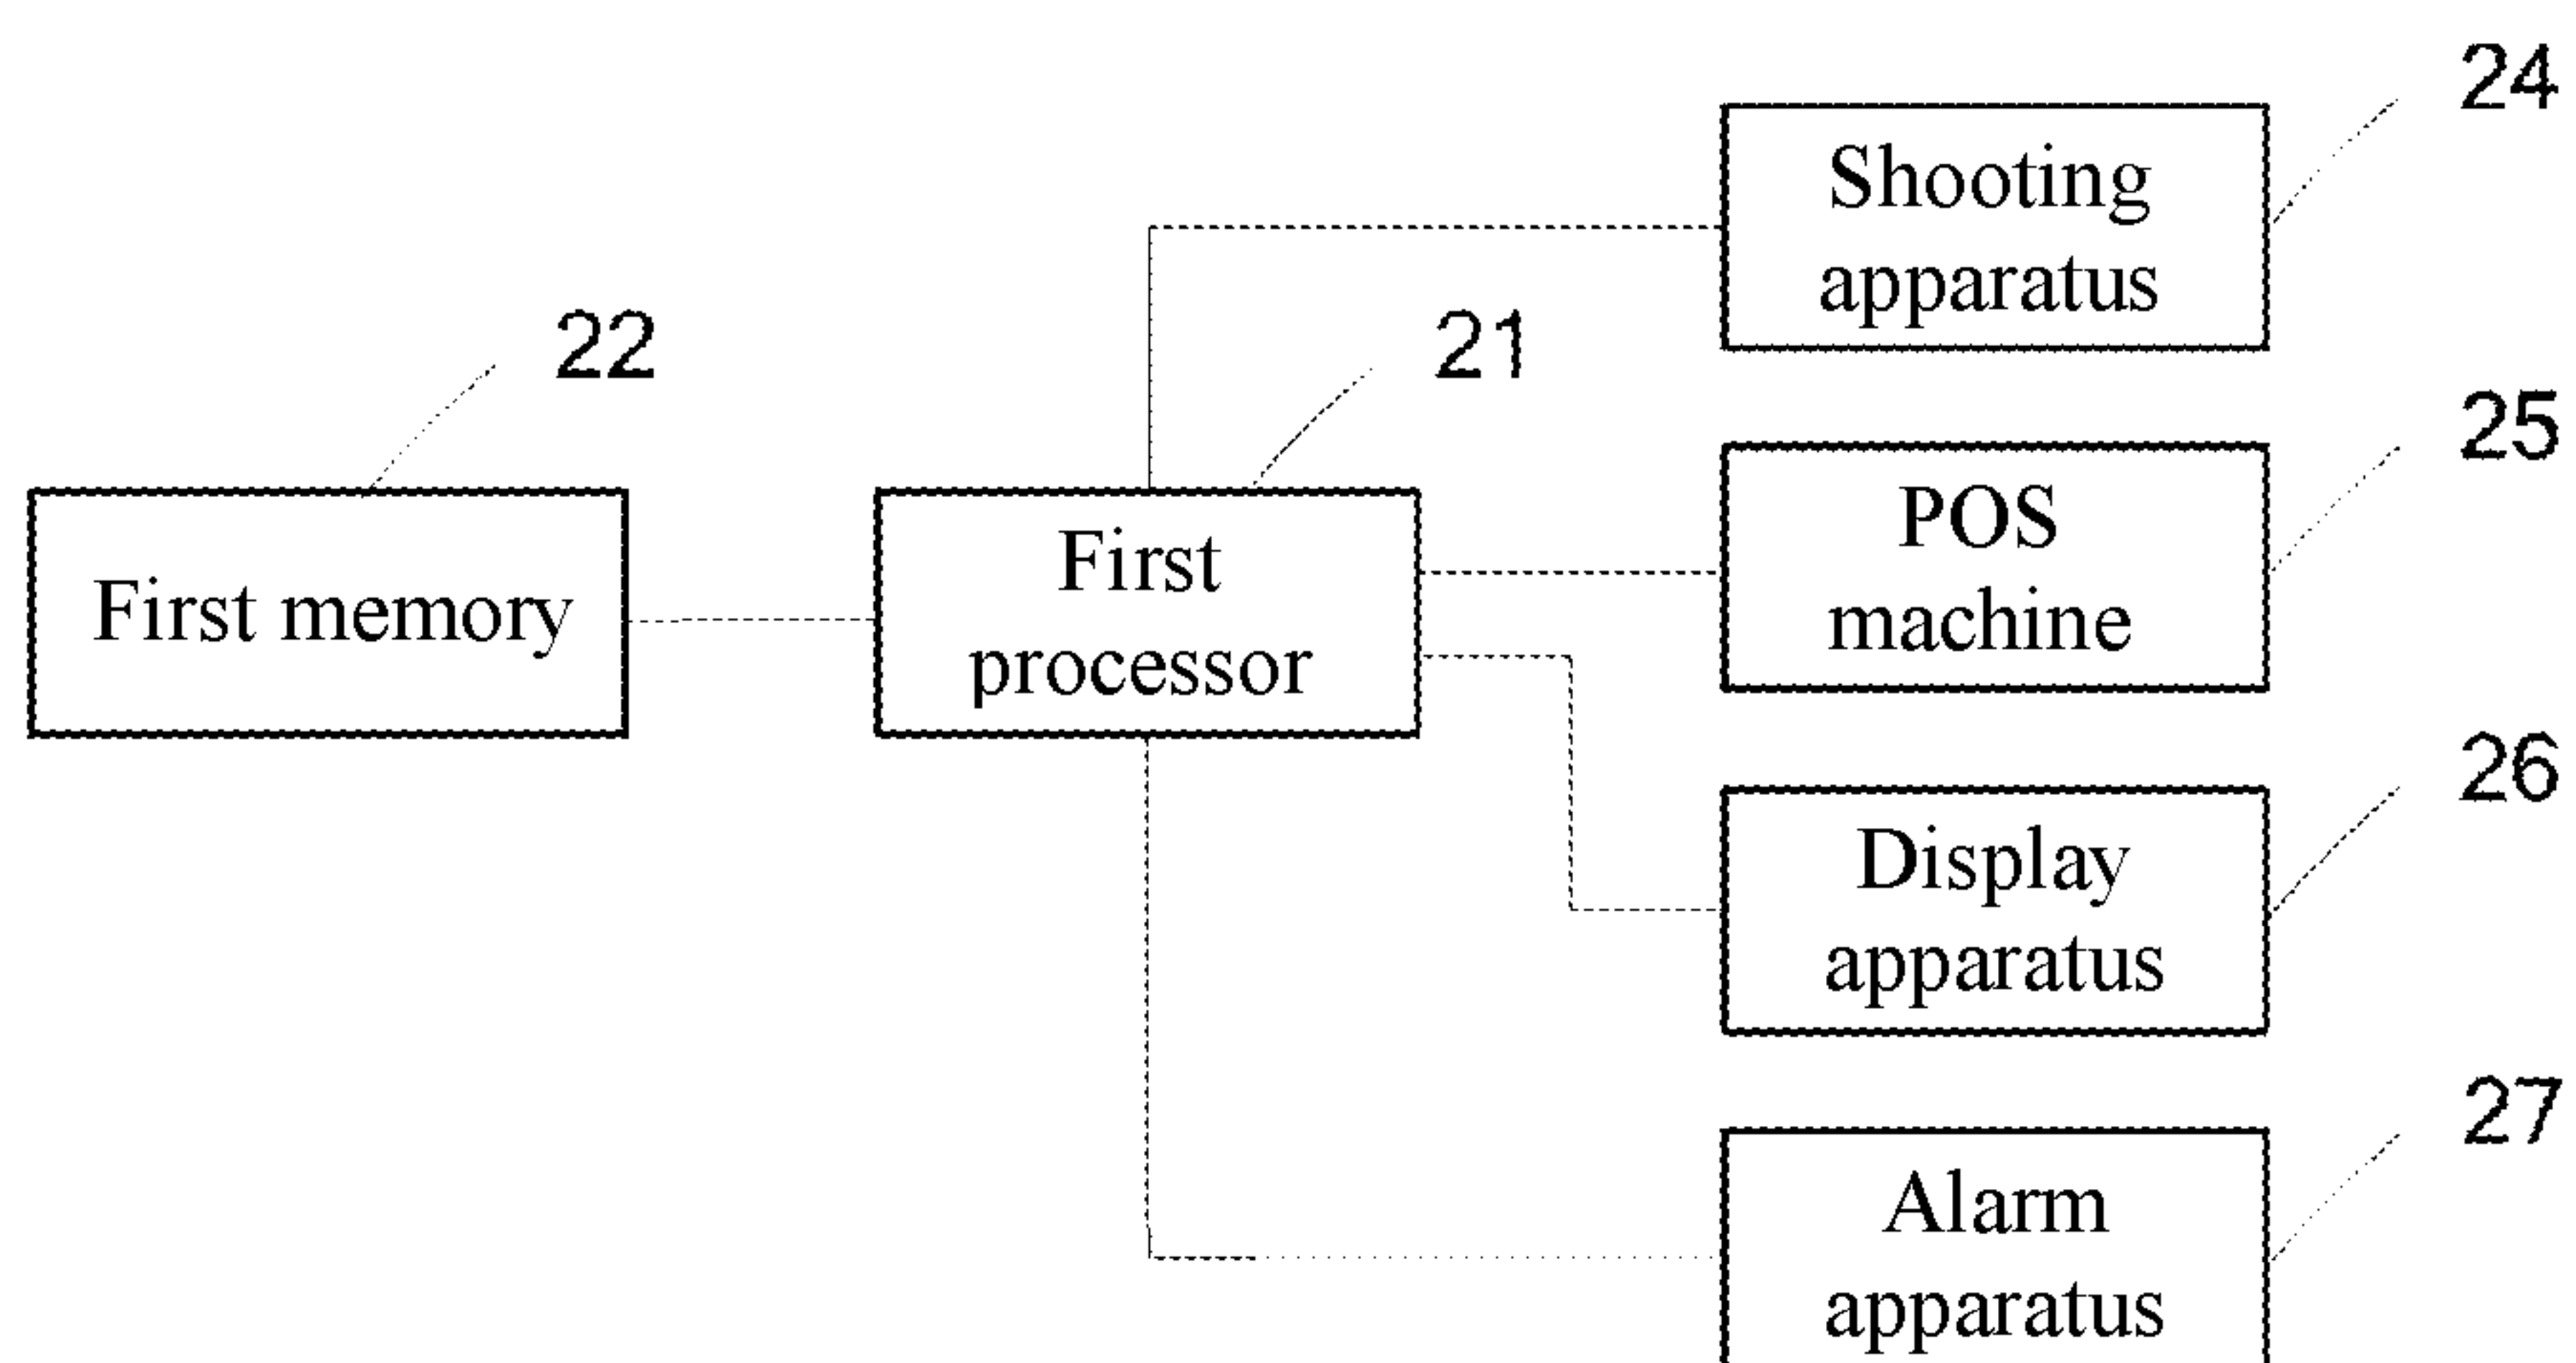 24
Shooting
apparatus
22
21
25
First memory
First
processor
POS
machine
26
Display
apparatus
27
Alarm
apparatus